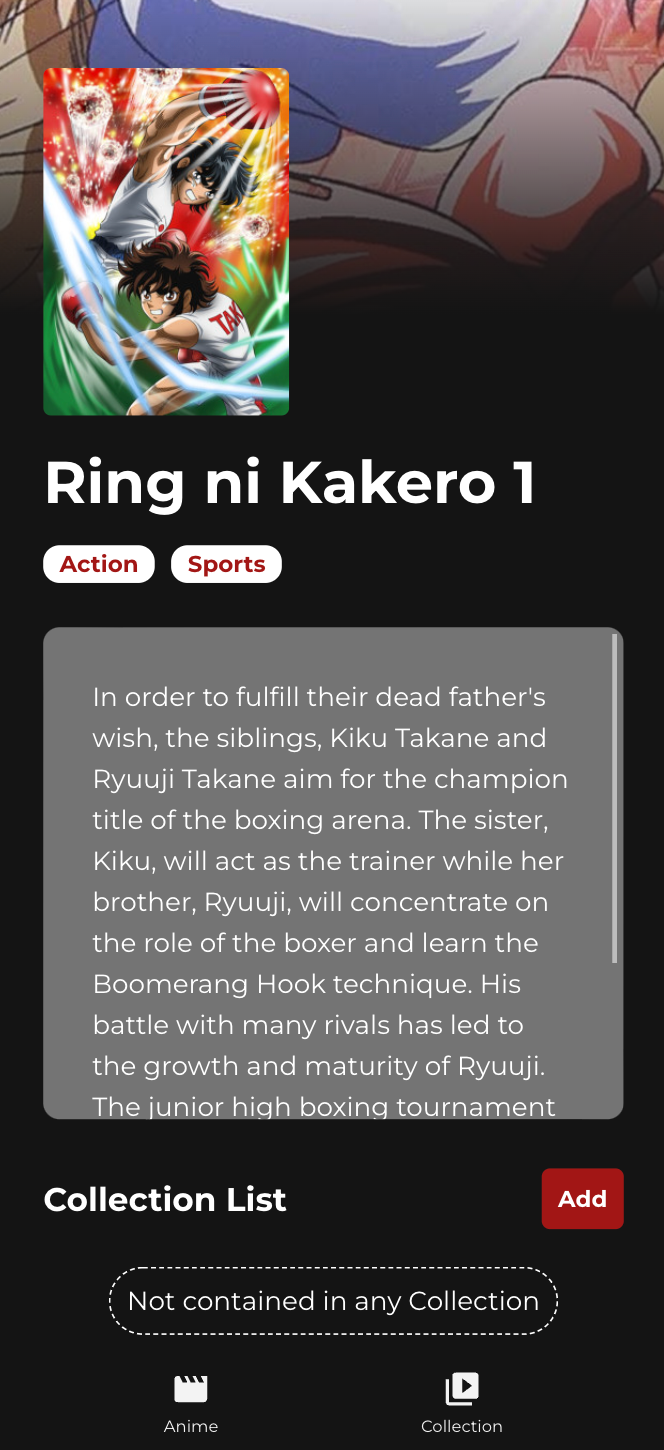 TAK
Ring ni Kakero 1
Action
Sports
In order to fulfill their dead father's
wish, the siblings, Kiku Takane and
Ryuuji Takane aim for the champion
title of the boxing arena. The sister,
Kiku, will act as the trainer while her
brother, Ryuuji, will concentrate on
the role of the boxer and learn the
Boomerang Hook technique. His
battle with many rivals has led to
the growth and maturity of Ryuuji.
The junior high boxing tournament
Collection List
Add
Not contained in any Collection
Anime
Collection